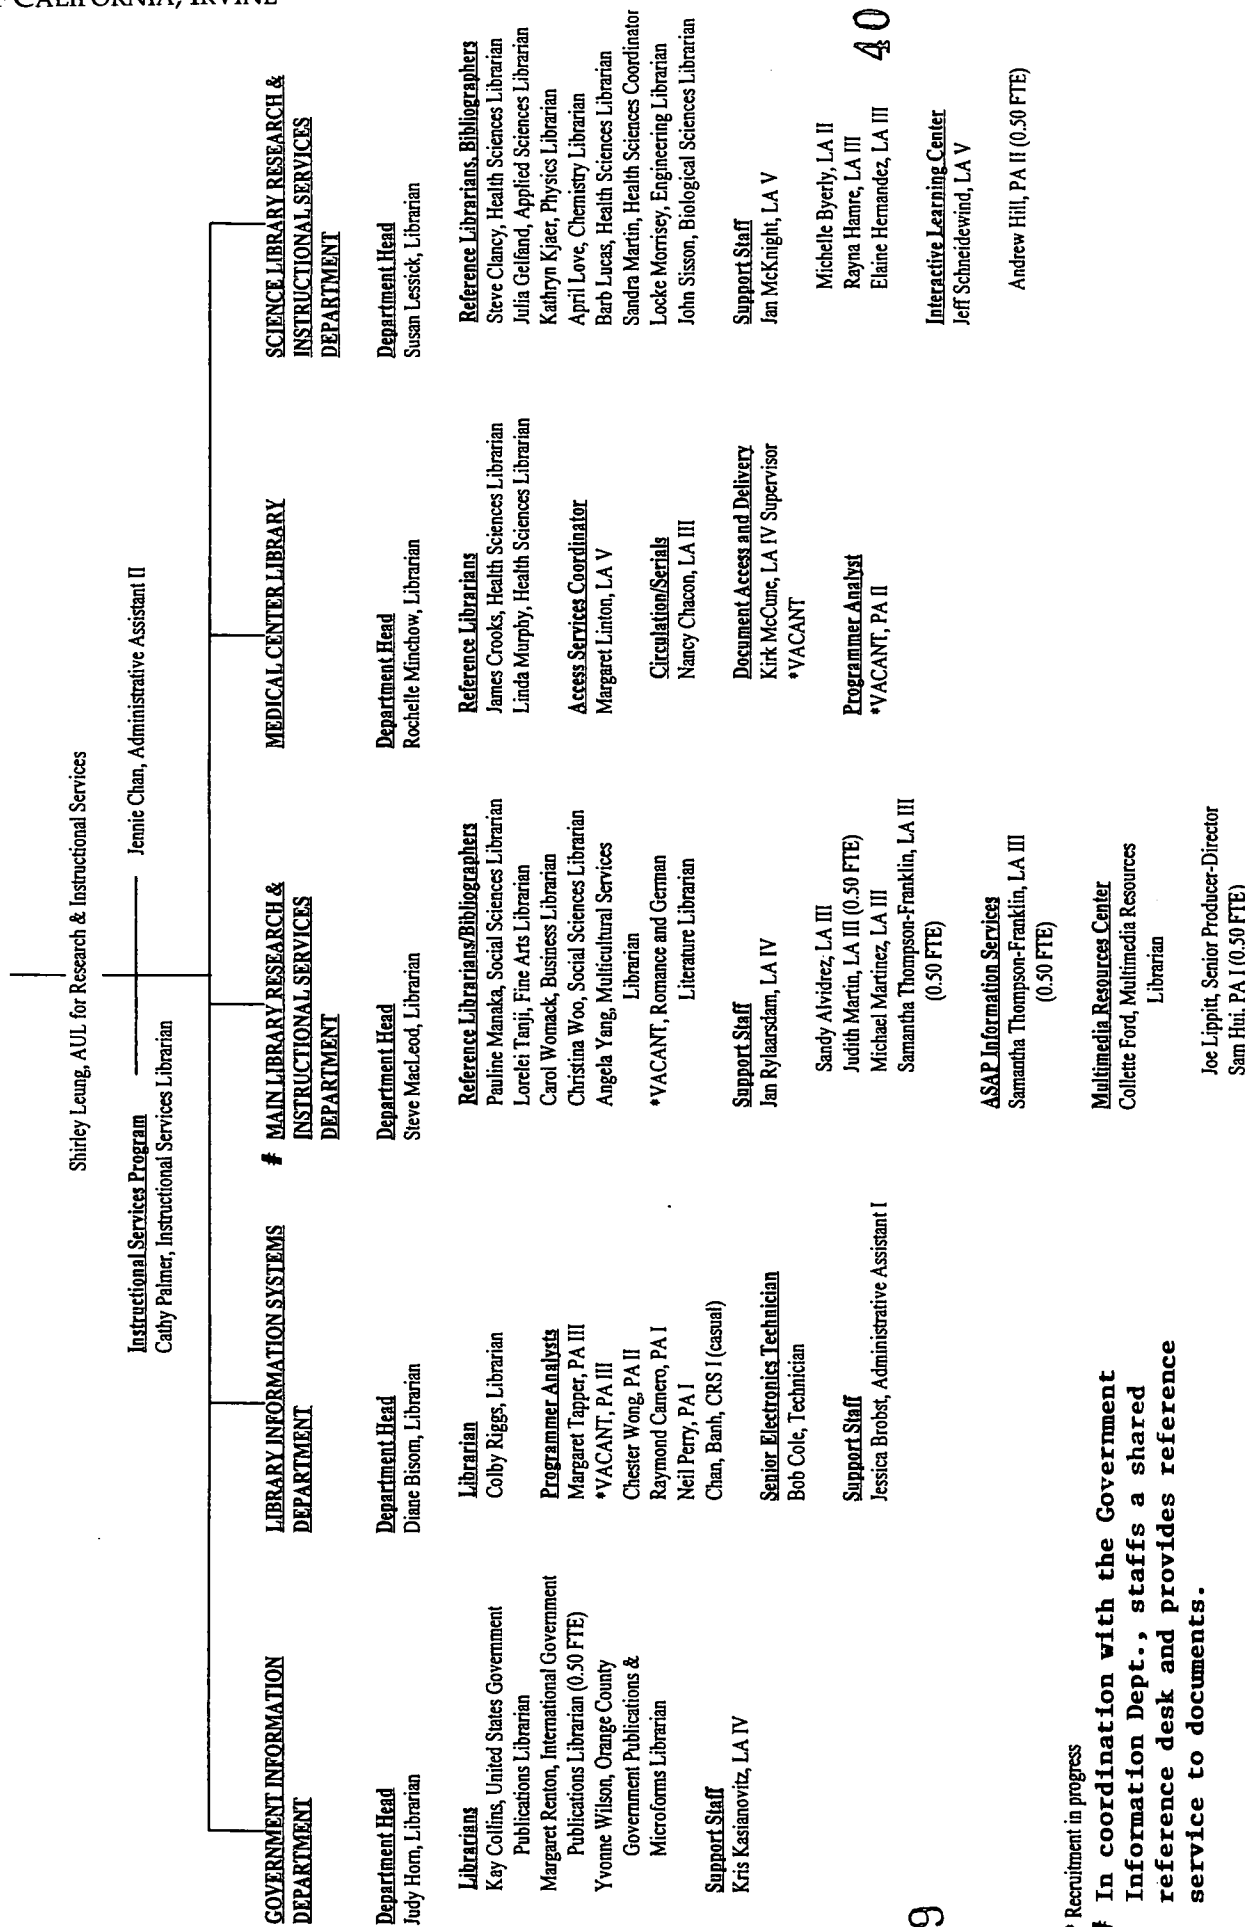 F CALIFORNIA, IRVINE
Shirley Leung, AUL for Research & Instructional Services
Instructional Services Program
Cathy Palmer, Instructional Services Librarian
Jennie Chan, Administrative Assistant II
GOVERNMENT INFORMATION
DEPARTMENT
Department Head
Judy Horn, Librarian
Librarians
Kay Collins, United States Government
Publications Librarian
Margaret Renton, International Government
Publications Librarian (0.50 FTE)
Yvonne Wilson, Orange County
Government Publications &
Microforms Librarian
Support Staff
Kris Kasianovitz, LA IV
LIBRARY INFORMATION SYSTEMS
DEPARTMENT
Department Head
Diane Bisom, Librarian
Librarian
Colby Riggs, Librarian
Programmer Analysts
Margaret Tapper, PA III
*VACANT, PA III
Chester Wong, PA II
Raymond Camero, PA I
Neil Perry, PA I
Chan, Banh, CRS I (casual)
Senior Electronics Technician
Bob Cole, Technician
Support Staff
Jessica Brobst, Administrative Assistant I
# MAIN LIBRARY RESEARCH &
INSTRUCTIONAL SERVICES
DEPARTMENT
Department Head
Steve MacLeod, Librarian
Reference Librarians/Bibliographers
Pauline Manaka, Social Sciences Librarian
Lorelei Tanji, Fine Arts Librarian
Carol Womack, Business Librarian
Christina Woo, Social Sciences Librarian
Angela Yang, Multicultural Services
Librarian
*VACANT, Romance and German
Literature Librarian
Support Staff
Jan Rylaarsdam, LA IV
Sandy Alvidrez, LA III
Judith Martin, LA III (0.50 FTE)
Michael Martinez, LA III
Samantha Thompson-Franklin, LA III
(0.50 FTE)
ASAP Information Services
Samantha Thompson-Franklin, LA III
(0.50 FTE)
Multimedia Resources Center
Collette Ford, Multimedia Resources
Librarian
Joe Lippitt, Senior Producer-Director
Sam Hui, PA I (0.50 FTE)
MEDICAL CENTER LIBRARY
Department Head
Rochelle Minchow, Librarian
Reference Librarians
James Crooks, Health Sciences Librarian
Linda Murphy, Health Sciences Librarian
Access Services Coordinator
Margaret Linton, LA V
Circulation/Serials
Nancy Chacon, LA III
Document Access and Delivery
Kirk McCune, LA IV Supervisor
*VACANT
Programmer Analyst
*VACANT, PA II
SCIENCE LIBRARY RESEARCH &
INSTRUCTIONAL SERVICES
DEPARTMENT
Department Head
Susan Lessick, Librarian
Reference Librarians, Bibliographers
Steve Clancy, Health Sciences Librarian
Julia Gelfand, Applied Sciences Librarian
Kathryn Kjaer, Physics Librarian
April Love, Chemistry Librarian
Barb Lucas, Health Sciences Librarian
Sandra Martin, Health Sciences Coordinator
Locke Morrisey, Engineering Librarian
John Sisson, Biological Sciences Librarian
Support Staff
Jan McKnight, LA V
Michelle Byerly, LA II
Rayna Hamre, LA III
Elaine Hernandez, LA III
Interactive Learning Center
Jeff Schneidewind, LA V
Andrew Hill, PA II (0.50 FTE)
* Recruitment in progress
# In coordination with the Government
Information Dept., staffs a shared
reference desk and provides reference
service to documents.
9
40